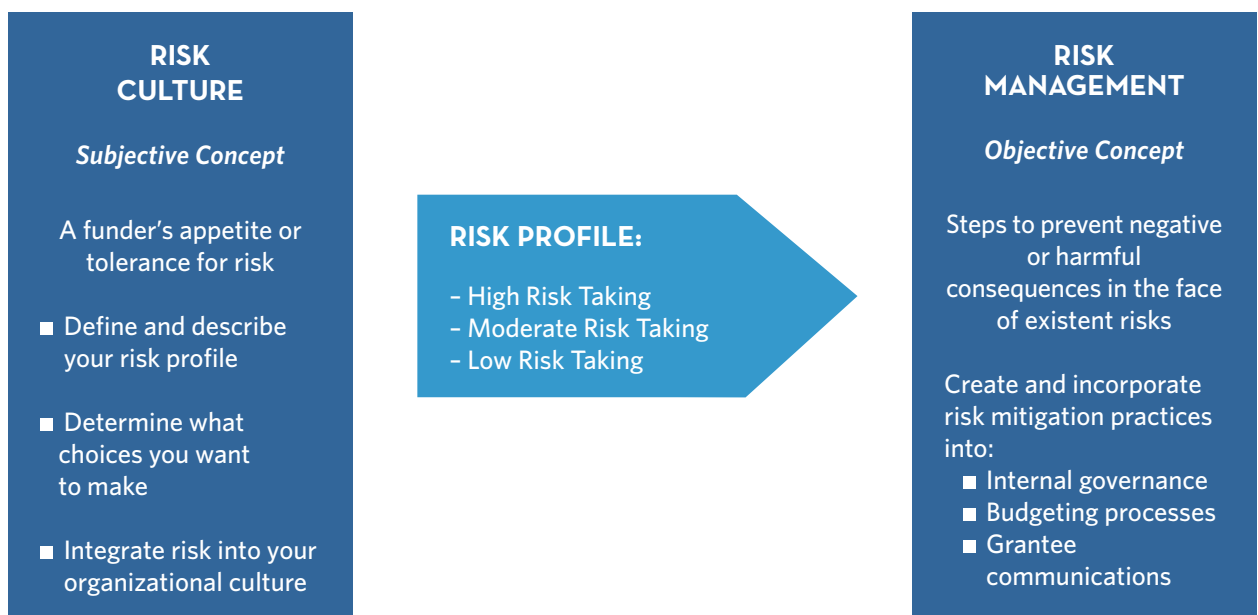 RISK
CULTURE
Subjective Concept
A funder’s appetite or
tolerance for risk
■ Define and describe
your risk profile
■ Determine what
choices you want
to make
■ Integrate risk into your
organizational culture
RISK PROFILE:
– High Risk Taking
– Moderate Risk Taking
– Low Risk Taking
RISK
MANAGEMENT
Objective Concept
Steps to prevent negative
or harmful
consequences in the face
of existent risks
Create and incorporate
risk mitigation practices
into:
■ Internal governance
■ Budgeting processes
■ Grantee
communications